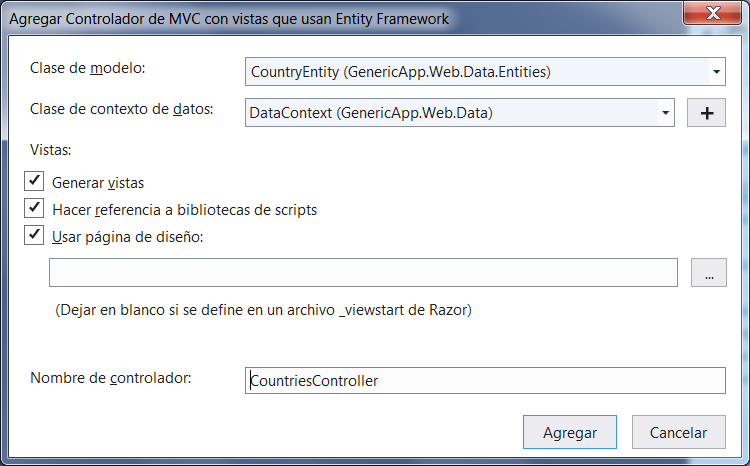 Agregar Controlador de MVC con vistas que usan Entity Framework
Clase de modelo: CountryEntity (GenericApp.Web.Data.Entities)
Clase de contexto de datos: DataContext (GenericApp.Web.Data) +
Vistas:
Generar vistas
Hacer referencia a bibliotecas de scripts
Usar página de diseño:
...
(Dejar en blanco si se define en un archivo _viewstart de Razor)
Nombre de controlador: CountriesController
Agregar Cancelar